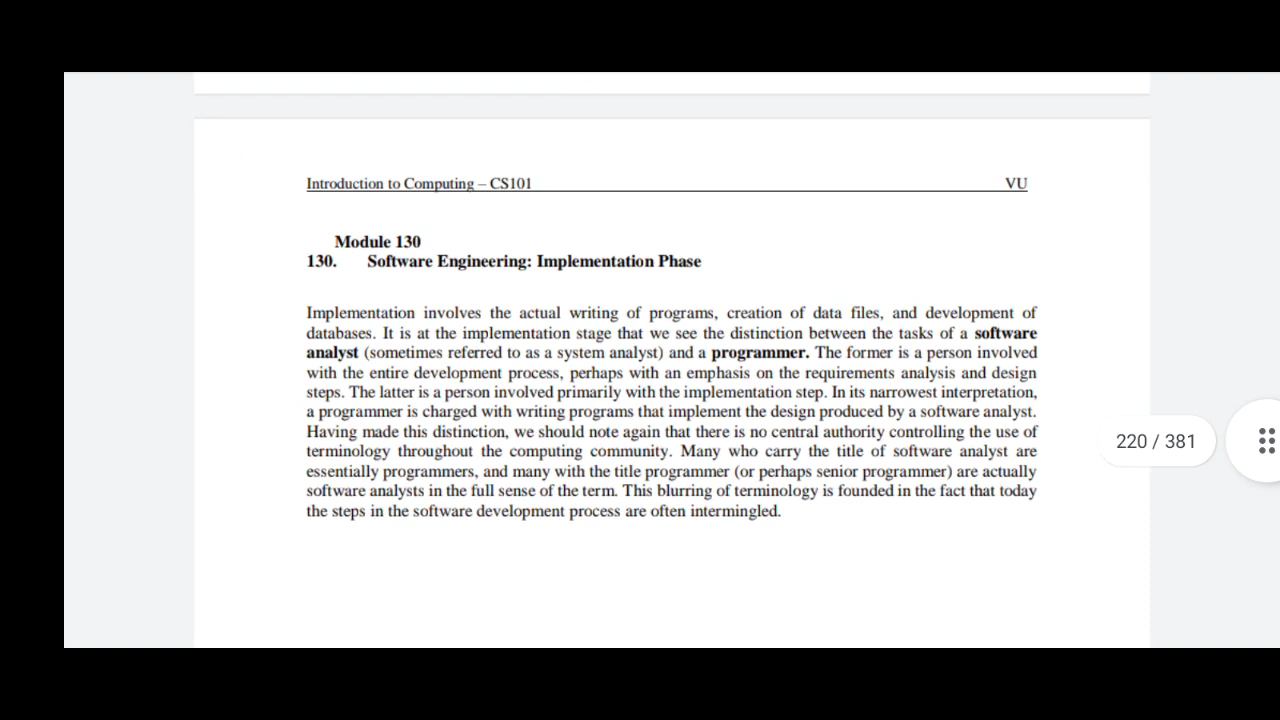 Introduction to Computing – CS101 VU
Module 130
130. Software Engineering: Implementation Phase
Implementation involves the actual writing of programs, creation of data files, and development of
databases. It is at the implementation stage that we see the distinction between the tasks of a software
analyst (sometimes referred to as a system analyst) and a programmer. The former is a person involved
with the entire development process, perhaps with an emphasis on the requirements analysis and design
steps. The latter is a person involved primarily with the implementation step. In its narrowest interpretation,
a programmer is charged with writing programs that implement the design produced by a software analyst.
Having made this distinction, we should note again that there is no central authority controlling the use of
terminology throughout the computing community. Many who carry the title of software analyst are
essentially programmers, and many with the title programmer (or perhaps senior programmer) are actually
software analysts in the full sense of the term. This blurring of terminology is founded in the fact that today
the steps in the software development process are often intermingled.
220 / 381